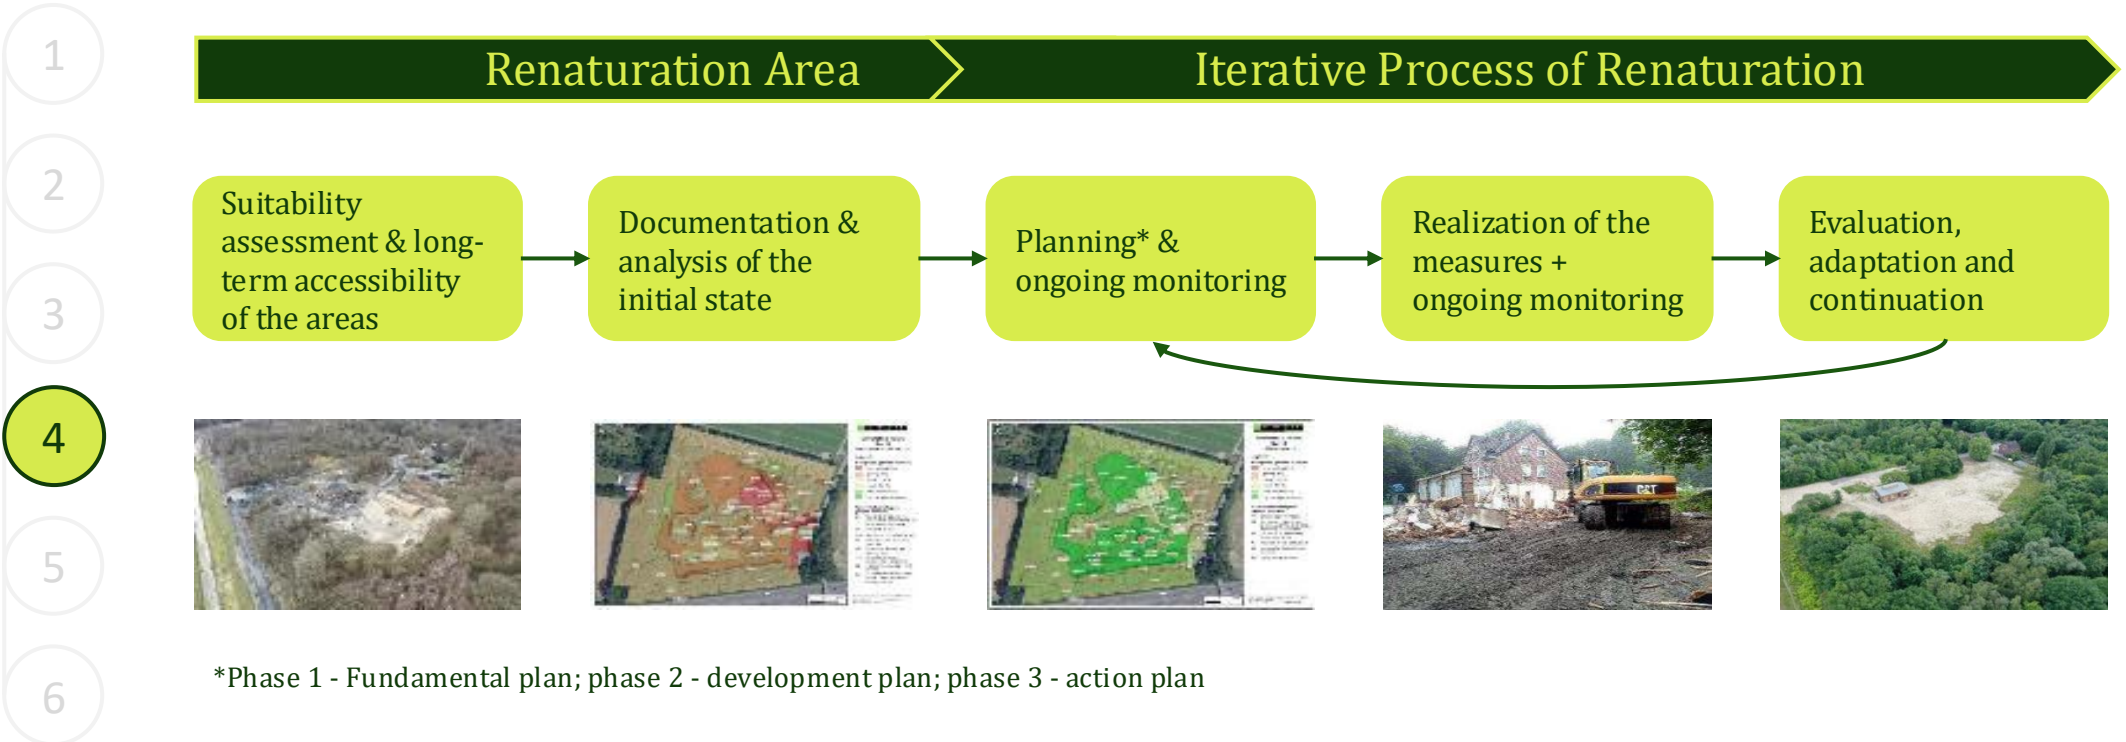 1
2
3
4
5
6
Renaturation Area
Iterative Process of Renaturation
Suitability
assessment & long-
term accessibility
of the areas
Documentation &
analysis of the
initial state
Planning* &
ongoing monitoring
Realization of the
measures +
ongoing monitoring
Evaluation,
adaptation and
continuation
CAT
*Phase 1 - Fundamental plan; phase 2 - development plan; phase 3 - action plan